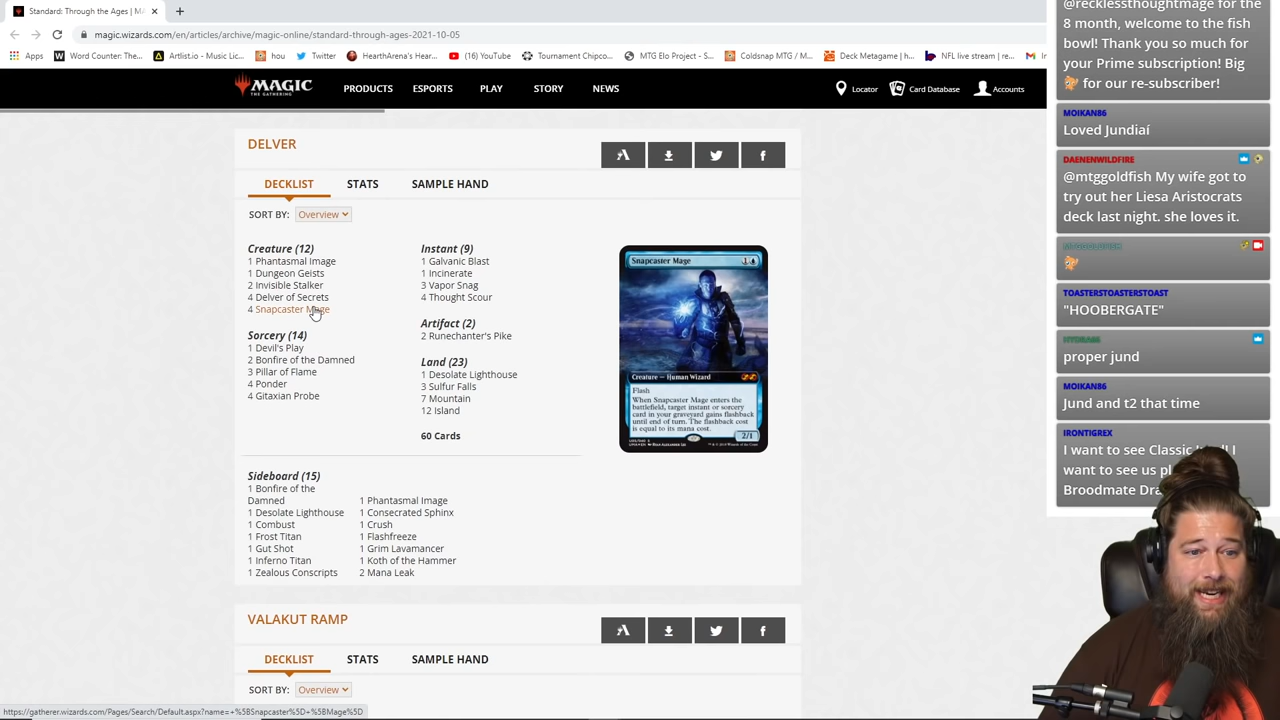 Standard: Through the Ages | MA
magic.wizards.com/en/articles/archive/magic-online/standard-through-ages-2021-10-05
Apps
Word Counter: The...
Artlist.io - Music Lic...
hou
Twitter
HearthArena's Hear...
(16) YouTube
Tournament Chipco...
MTG Elo Project - S...
Coldsnap MTG / M...
Deck Metagame | h...
NFL live stream | re...
MAGIC
THE GATHERING
PRODUCTS
ESPORTS
PLAY
STORY
NEWS
Locator
Card Database
Accounts
DELVER
DECKLIST
STATS
SAMPLE HAND
SORT BY:
Overview
Creature (12)
1 Phantasmal Image
1 Dungeon Geists
2 Invisible Stalker
4 Delver of Secrets
4 Snapcaster Mage
Sorcery (14)
1 Devil's Play
2 Bonfire of the Damned
3 Pillar of Flame
4 Ponder
4 Gitaxian Probe
Instant (9)
1 Galvanic Blast
1 Incinerate
3 Vapor Snag
4 Thought Scour
Artifact (2)
2 Runechanter's Pike
Land (23)
1 Desolate Lighthouse
3 Sulfur Falls
7 Mountain
12 Island
60 Cards
Snapcaster Mage
Creature — Human Wizard
Flash
When Snapcaster Mage enters the
battlefield, target instant or sorcery
card in your graveyard gains flashback
until end of turn. The flashback cost
is equal to its mana cost.
2/1
Sideboard (15)
1 Bonfire of the
Damned
1 Desolate Lighthouse
1 Combust
1 Frost Titan
1 Gut Shot
1 Inferno Titan
1 Zealous Conscripts
1 Phantasmal Image
1 Consecrated Sphinx
1 Crush
1 Flashfreeze
1 Grim Lavamancer
1 Koth of the Hammer
2 Mana Leak
VALAKUT RAMP
DECKLIST
STATS
SAMPLE HAND
SORT BY:
Overview
https://gatherer.wizards.com/Pages/Search/Default.aspx?name=+%5BSnapcaster%5D+%5BMage%5D
@recklessthoughtmage for the
8 month, welcome to the fish
bowl! Thank you so much for
your Prime subscription! Big
for our re-subscriber!
MOIKAN86
Loved Jundiaí
DAENENWILDFIRE
@mtggoldfish My wife got to
try out her Liesa Aristocrats
deck last night. she loves it.
MTGGOLDFISH
TOASTERSTOASTERSTOAST
"HOOBERGATE"
proper jund
MOIKAN86
Jund and t2 that time
IRONTIGREX
I want to see Classic
want to see us
Broodmate